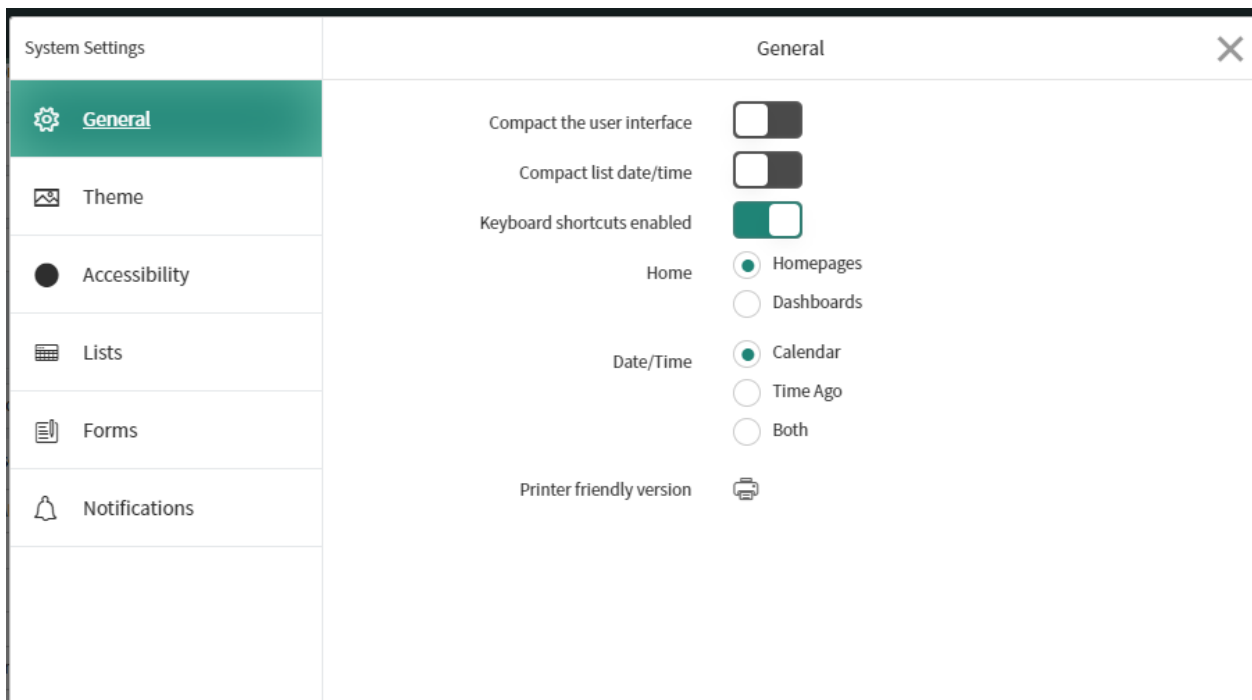 System Settings
General
General
Theme
Accessibility
Lists
Forms
Notifications
Compact the user interface
Compact list date/time
Keyboard shortcuts enabled
Home
Homepages
Dashboards
Date/Time
Calendar
Time Ago
Both
Printer friendly version